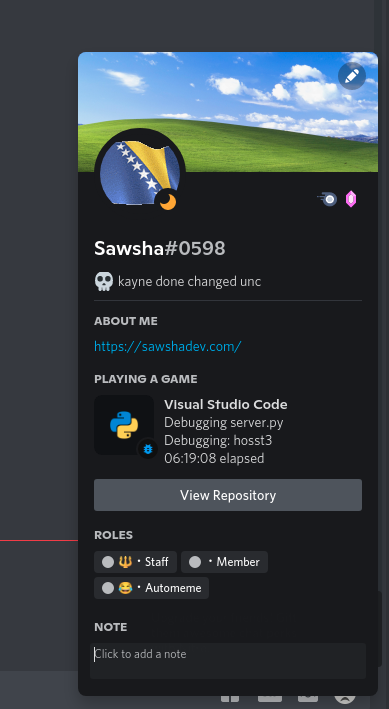 Sawsha#0598
kayne done changed unc
ABOUT ME
https://sawshadev.com/
PLAYING A GAME
Visual Studio Code
Debugging server.py
Debugging: hosst3
06:19:08 elapsed
View Repository
ROLES
• Staff
• Member
• Automeme
NOTE
Click to add a note